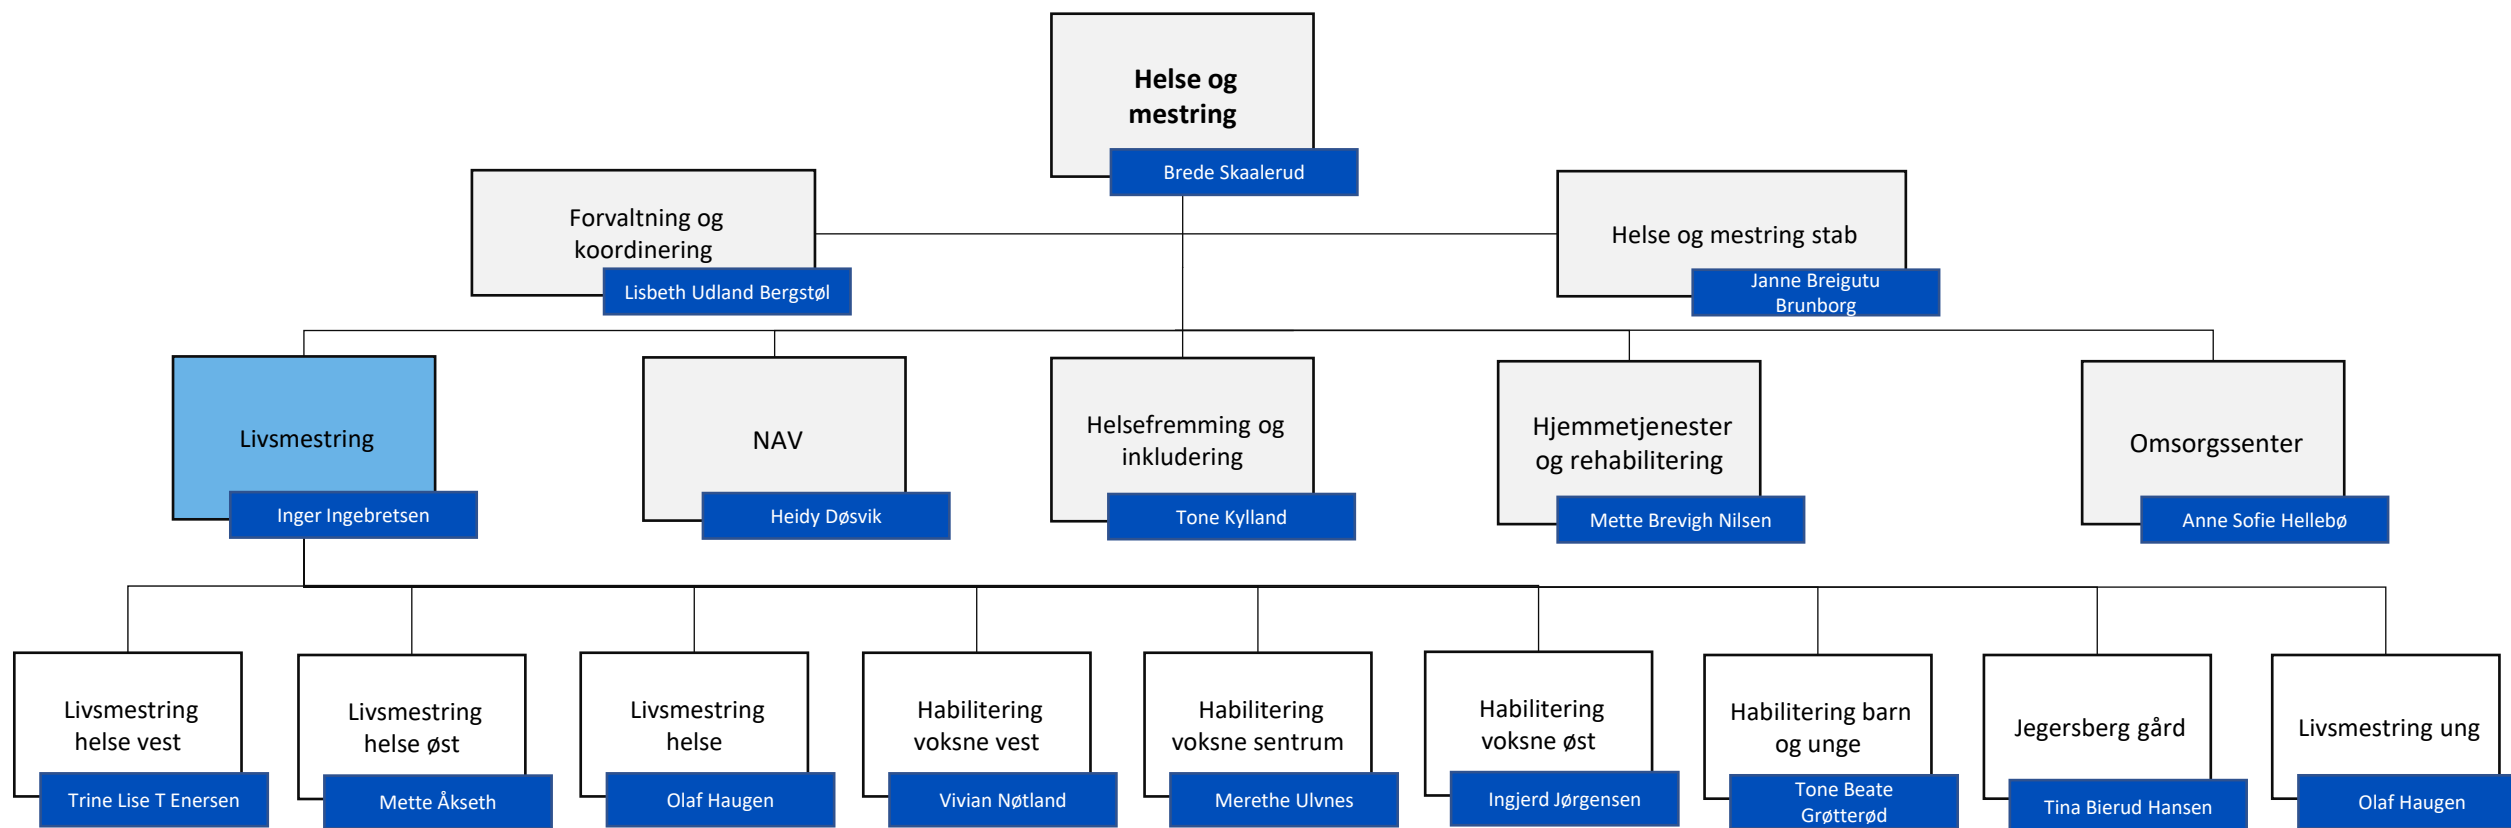 Helse og
mestring
Brede Skaalerud
Forvaltning og
koordinering
Lisbeth Udland Bergstøl
Helse og mestring stab
Janne Breigutu
Brunborg
Livsmestring
Inger Ingebretsen
NAV
Heidy Døsvik
Helsefremming og
inkludering
Tone Kylland
Hjemmetjenester
og rehabilitering
Mette Brevigh Nilsen
Omsorgssenter
Anne Sofie Hellebø
Livsmestring
helse vest
Trine Lise T Enersen
Livsmestring
helse øst
Mette Åkseth
Livsmestring
helse
Olaf Haugen
Habilitering
voksne vest
Vivian Nøtland
Habilitering
voksne sentrum
Merethe Ulvnes
Habilitering
voksne øst
Ingjerd Jørgensen
Habilitering barn
og unge
Tone Beate
Grøtterød
Jegersberg gård
Tina Bierud Hansen
Livsmestring ung
Olaf Haugen